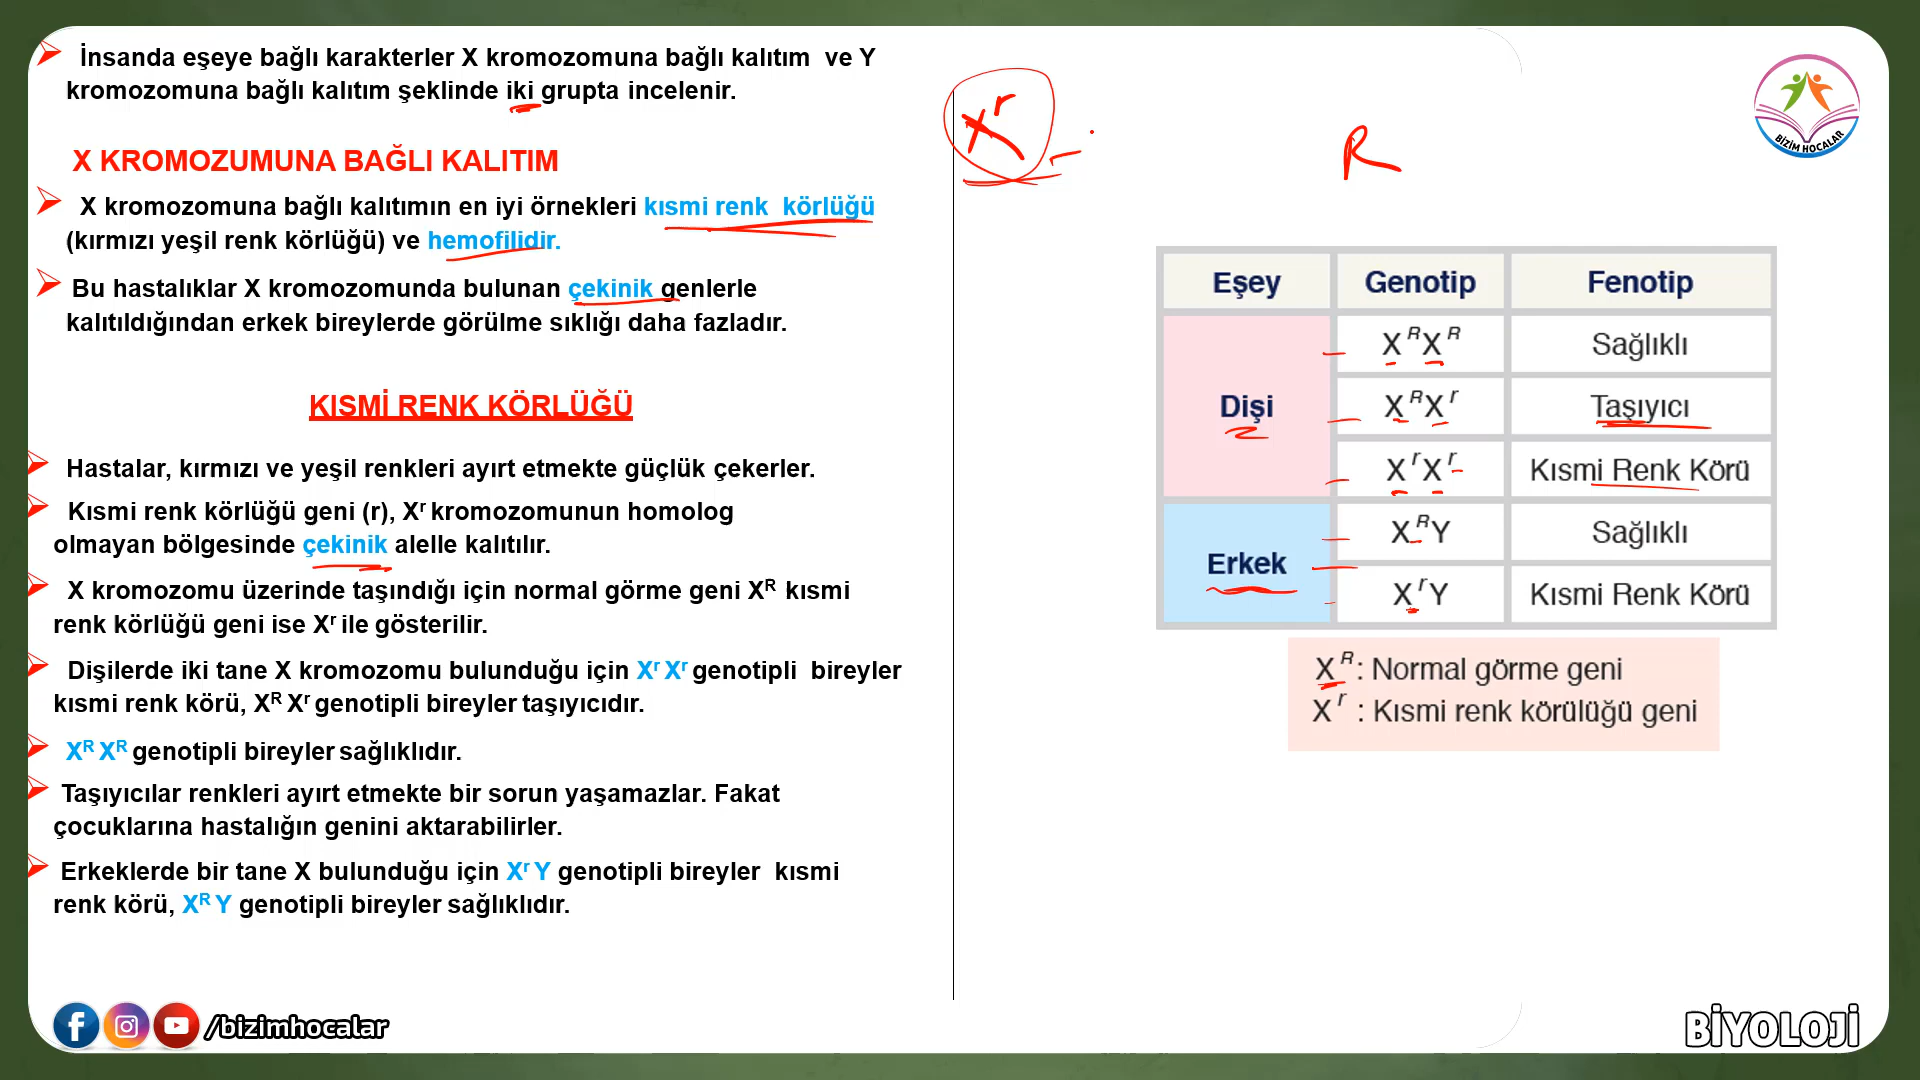 İnsanda eşeye bağlı karakterler X kromozomuna bağlı kalıtım ve Y
kromozomuna bağlı kalıtım şeklinde iki grupta incelenir.
X KROMOZUMUNA BAĞLI KALITIM
X kromozomuna bağlı kalıtımın en iyi örnekleri kısmi renk körlüğü
(kırmızı yeşil renk körlüğü) ve hemofilidir.
Bu hastalıklar X kromozomunda bulunan çekinik genlerle
kalıtıldığından erkek bireylerde görülme sıklığı daha fazladır.
KISMİ RENK KÖRLÜĞÜ
Hastalar, kırmızı ve yeşil renkleri ayırt etmekte güçlük çekerler.
Kısmi renk körlüğü geni (r), Xʳ kromozomunun homolog
olmayan bölgesinde çekinik alelle kalıtılır.
X kromozomu üzerinde taşındığı için normal görme geni Xᴿ kısmi
renk körlüğü geni ise Xʳ ile gösterilir.
Dişilerde iki tane X kromozomu bulunduğu için Xʳ Xʳ genotipli bireyler
kısmi renk körü, Xᴿ Xʳ genotipli bireyler taşıyıcıdır.
Xᴿ Xᴿ genotipli bireyler sağlıklıdır.
Taşıyıcılar renkleri ayırt etmekte bir sorun yaşamazlar. Fakat
çocuklarına hastalığın genini aktarabilirler.
Erkeklerde bir tane X bulunduğu için Xʳ Y genotipli bireyler kısmi
renk körü, Xᴿ Y genotipli bireyler sağlıklıdır.
/bizimhocalar
Xʳ
R
BİZİM HOCALAR
Eşey Genotip Fenotip
Dişi
XᴿXᴿ Sağlıklı
XᴿXʳ Taşıyıcı
XʳXʳ Kısmi Renk Körü
Erkek
XᴿY Sağlıklı
XʳY Kısmi Renk Körü
Xᴿ: Normal görme geni
Xʳ : Kısmi renk körülüğü geni
BİYOLOJİ